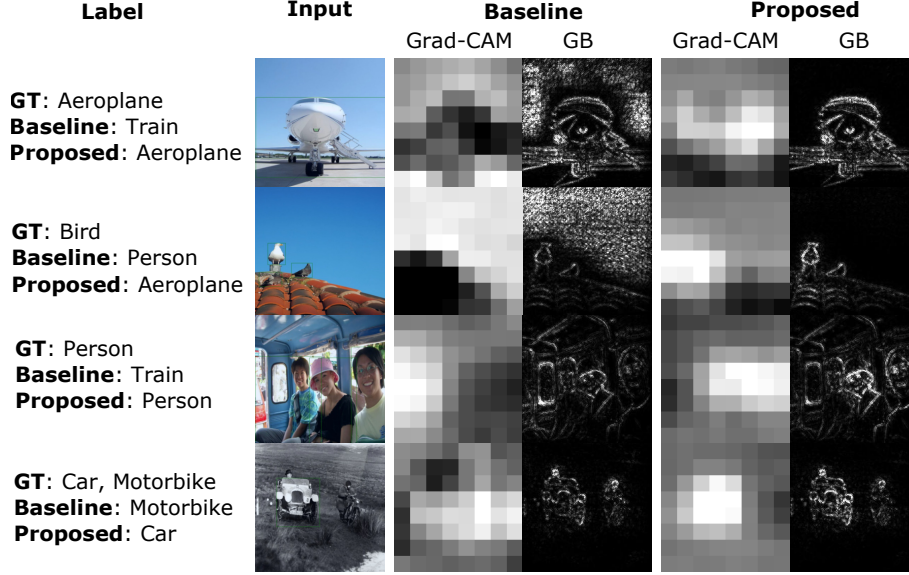 Label Input Baseline Proposed
Grad-CAM GB Grad-CAM GB
GT: Aeroplane
Baseline: Train
Proposed: Aeroplane
GT: Bird
Baseline: Person
Proposed: Aeroplane
GT: Person
Baseline: Train
Proposed: Person
GT: Car, Motorbike
Baseline: Motorbike
Proposed: Car